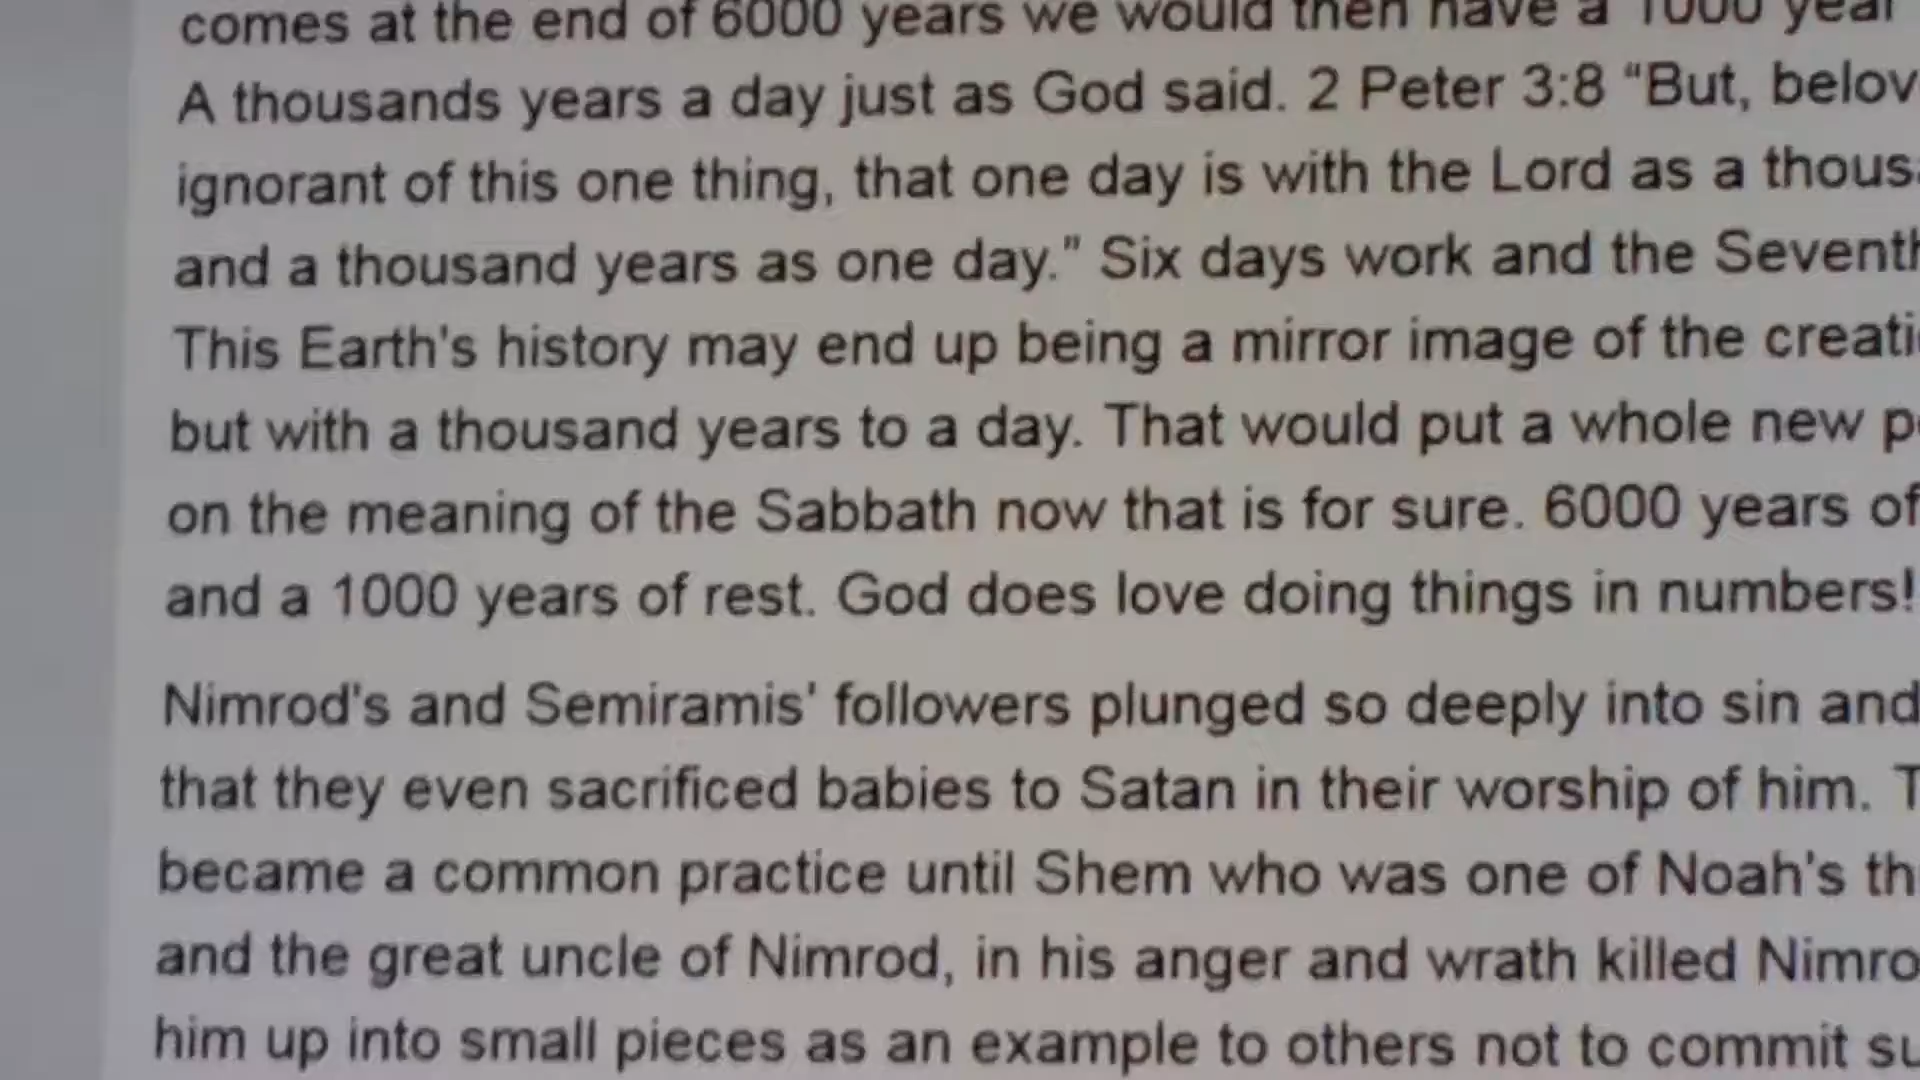 comes at the end of 6000 years we would then have a 1000 year
A thousands years a day just as God said. 2 Peter 3:8 “But, belov
ignorant of this one thing, that one day is with the Lord as a thous
and a thousand years as one day.” Six days work and the Seventh
This Earth's history may end up being a mirror image of the creati
but with a thousand years to a day. That would put a whole new p
on the meaning of the Sabbath now that is for sure. 6000 years of
and a 1000 years of rest. God does love doing things in numbers!
Nimrod's and Semiramis' followers plunged so deeply into sin and
that they even sacrificed babies to Satan in their worship of him. T
became a common practice until Shem who was one of Noah's th
and the great uncle of Nimrod, in his anger and wrath killed Nimro
him up into small pieces as an example to others not to commit su